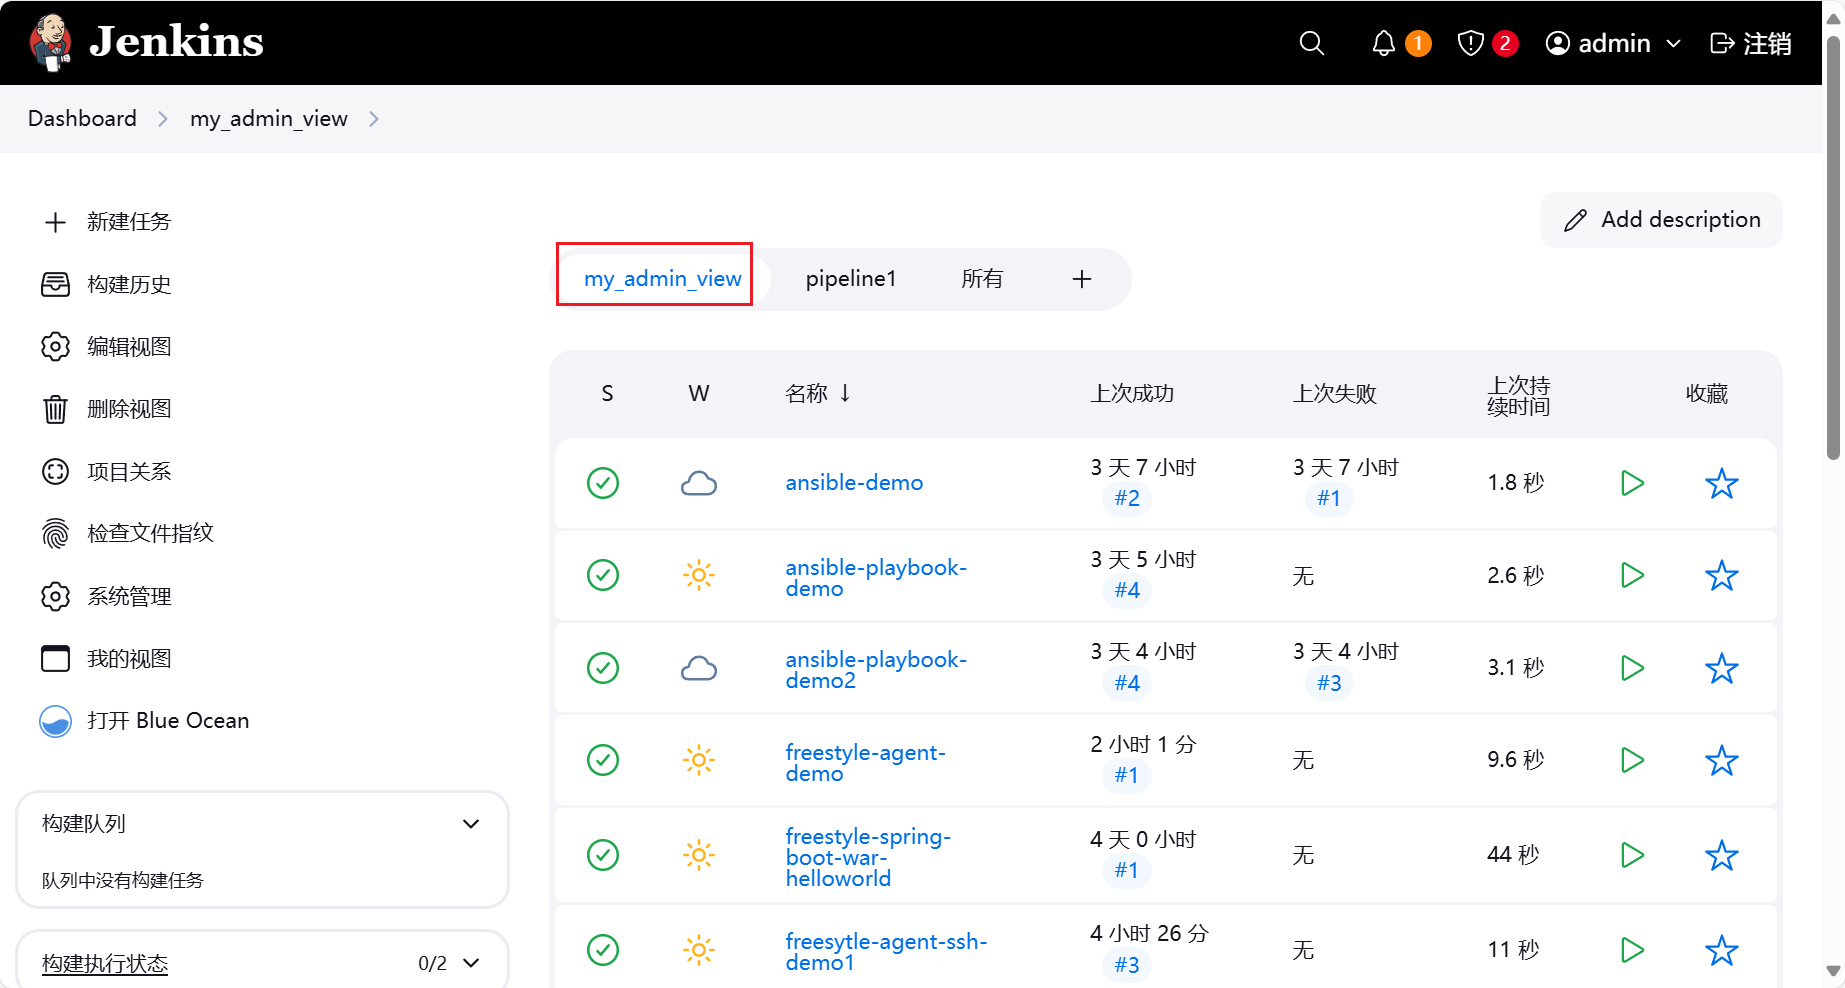 Jenkins
1
2
admin
注销
Dashboard
my_admin_view
新建任务
构建历史
编辑视图
删除视图
项目关系
检查文件指纹
系统管理
我的视图
打开 Blue Ocean
构建队列
队列中没有构建任务
构建执行状态
0/2
Add description
my_admin_view
pipeline1
所有
+
S
W
名称 ↓
上次成功
上次失败
上次持
续时间
收藏
ansible-demo
3 天 7 小时
#2
3 天 7 小时
#1
1.8 秒
ansible-playbook-
demo
3 天 5 小时
#4
无
2.6 秒
ansible-playbook-
demo2
3 天 4 小时
#4
3 天 4 小时
#3
3.1 秒
freestyle-agent-
demo
2 小时 1 分
#1
无
9.6 秒
freestyle-spring-
boot-war-
helloworld
4 天 0 小时
#1
无
44 秒
freesytle-agent-ssh-
demo1
4 小时 26 分
#3
无
11 秒